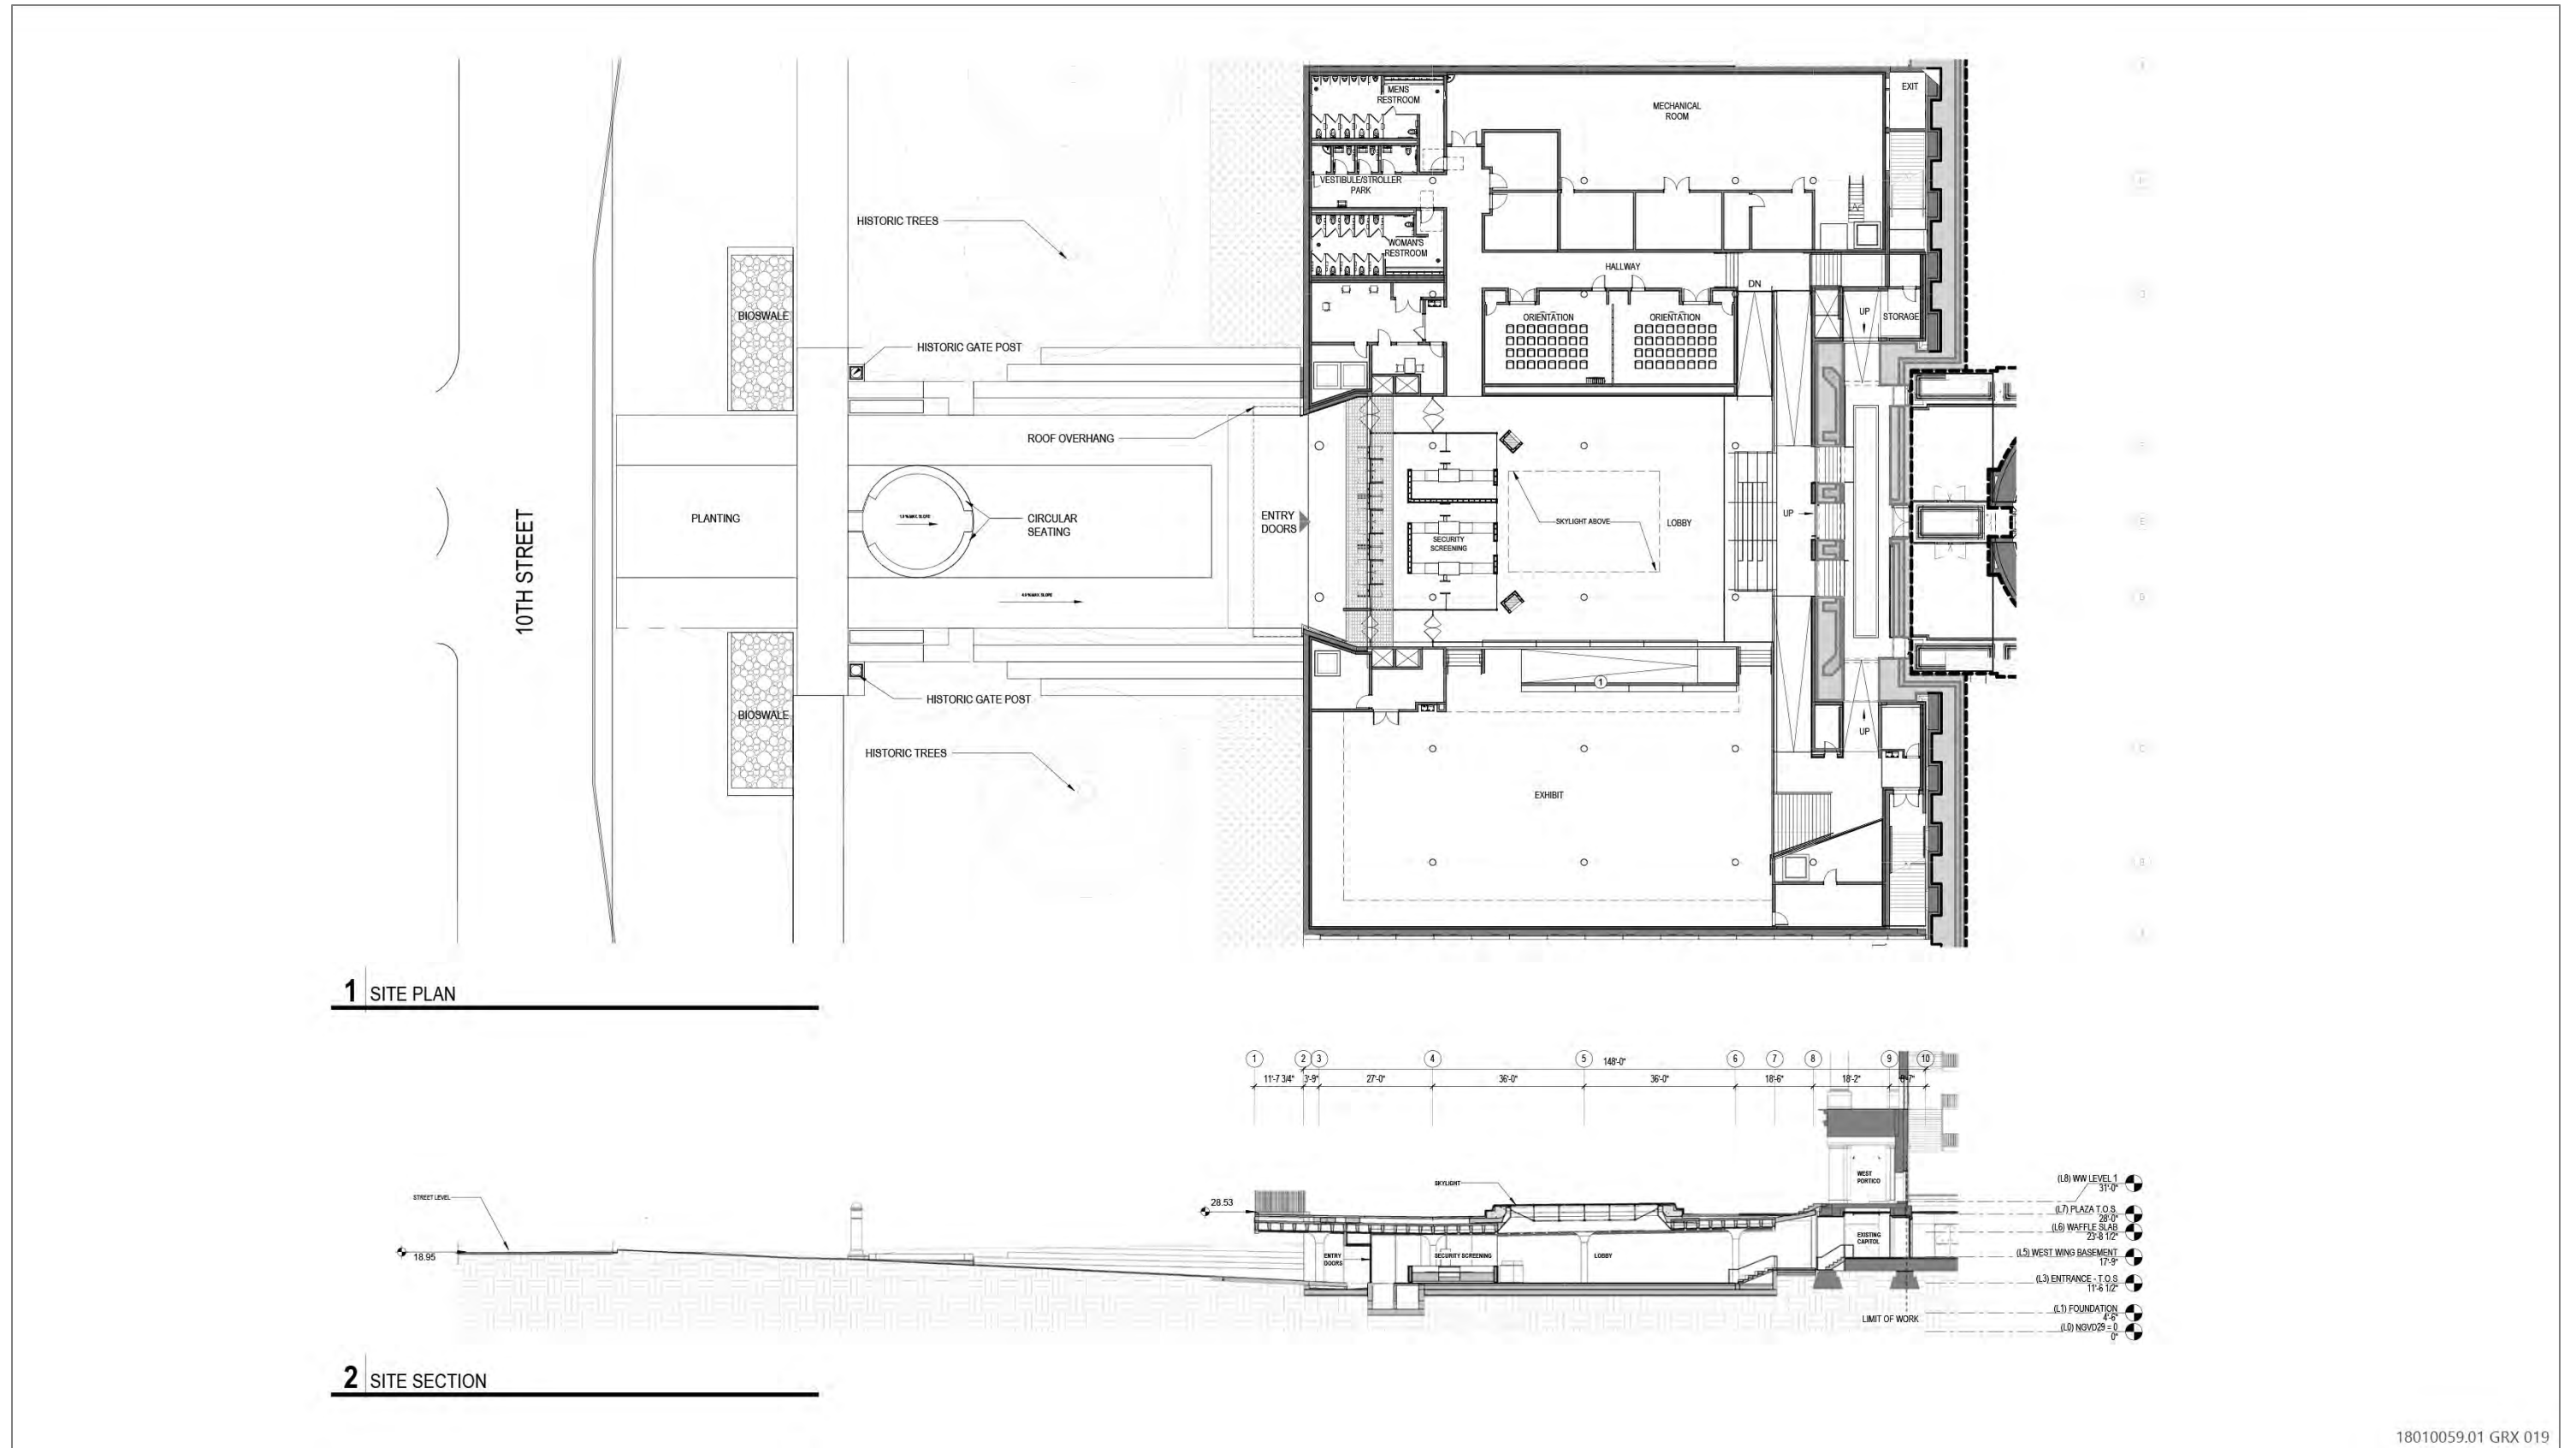 MENS
RESTROOM
MECHANICAL
ROOM
EXIT
VESTIBULE/STROLLER
PARK
HISTORIC TREES
WOMAN'S
RESTROOM
HALLWAY
DN
BIOSWALE
ORIENTATION
ORIENTATION
UP
STORAGE
HISTORIC GATE POST
ROOF OVERHANG
10TH STREET
PLANTING
CIRCULAR
SEATING
ENTRY
DOORS
SECURITY
SCREENING
SKYLIGHT ABOVE
LOBBY
UP
1
HISTORIC GATE POST
BIOSWALE
UP
HISTORIC TREES
EXHIBIT
1 SITE PLAN
1 2 3 4 5 6 7 8 9 10
148'-0"
11'-7 3/4" 3'-9" 27'-0" 36'-0" 36'-0" 18'-6" 18'-2"
STREET LEVEL
18.95
28.53
SKYLIGHT
WEST
PORTICO
ENTRY
DOORS
SECURITY SCREENING
LOBBY
EXISTING
CAPITOL
(L8) WW LEVEL 1
31'-0"
(L7) PLAZA T.O.S.
28'-0"
(L6) WAFFLE SLAB
23'-8 1/2"
(L5) WEST WING BASEMENT
17'-9"
(L3) ENTRANCE - T.O.S
11'-6 1/2"
(L1) FOUNDATION
4'-6"
(L0) NGVD29 = 0
0"
LIMIT OF WORK
2 SITE SECTION
18010059.01 GRX 019